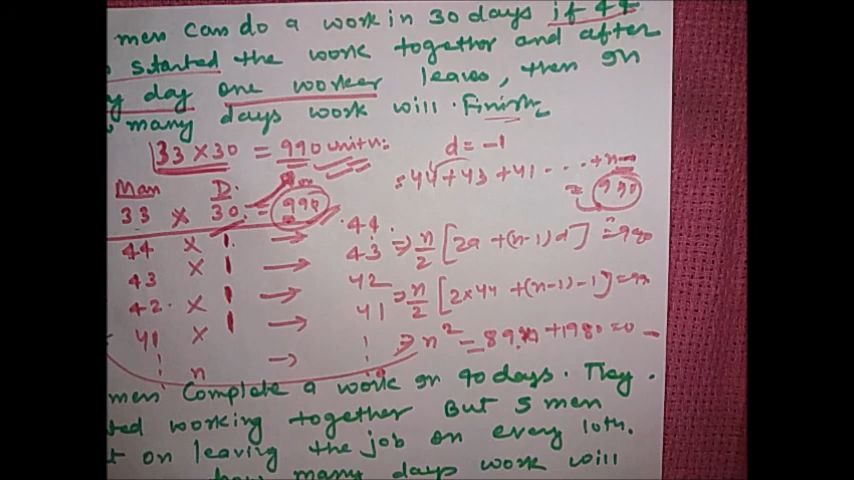 men can do a work in 30 days if 44
started the work together and after
y day one worker leaves, then in
many days work will . Finish
33 × 30 = 990 units. d = -1
Man D. 44 + 43 + 41 . . . . + n = 990
33 × 30 = 990
44 × 1 → 44
43 × 1 → 43 ⇒ n/2 [2a + (n-1) d] = 990
42 × 1 → 42 ⇒ n/2 [2×44 + (n-1) -1] = 990
41 × 1 → 41
n → ⇒ n² - 89n + 1980 = 0
men Complete a work in 90 days. They
ted working together But 5 men
t on leaving the job on every 10th.
how many days work will